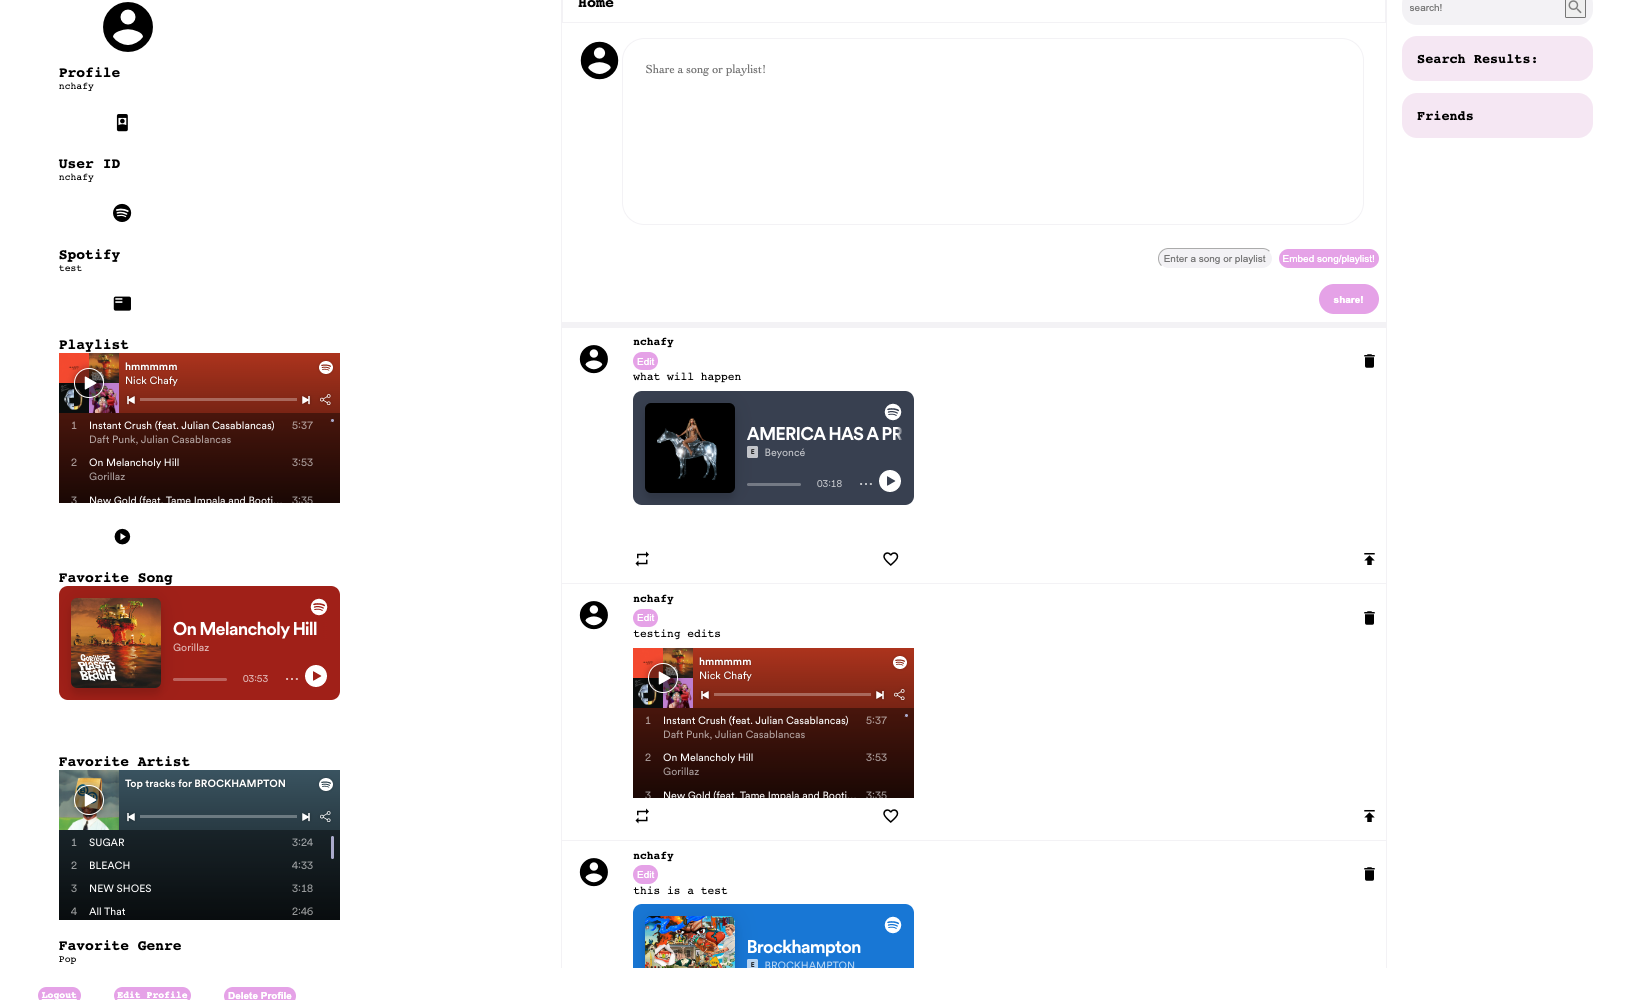 Profile
nchafy
User ID
nchafy
Spotify
test
Playlist
hmmmmm
Nick Chafy
1 Instant Crush (feat. Julian Casablancas) 5:37
Daft Punk, Julian Casablancas
2 On Melancholy Hill 3:53
Gorillaz
3 New Gold (feat. Tame Impala and Booti... 3:35
Favorite Song
GORILLAZ
PLASTIC
BEACH
On Melancholy Hill
Gorillaz
03:53
Favorite Artist
Top tracks for BROCKHAMPTON
1 SUGAR 3:24
2 BLEACH 4:33
3 NEW SHOES 3:18
4 All That 2:46
Favorite Genre
Pop
Logout Edit Profile Delete Profile
Home
Share a song or playlist!
Enter a song or playlist Embed song/playlist!
share!
nchafy
Edit
what will happen
AMERICA HAS A PR
E Beyoncé
03:18
nchafy
Edit
testing edits
hmmmmm
Nick Chafy
1 Instant Crush (feat. Julian Casablancas) 5:37
Daft Punk, Julian Casablancas
2 On Melancholy Hill 3:53
Gorillaz
3 New Gold (feat. Tame Impala and Booti... 3:35
nchafy
Edit
this is a test
Brockhampton
E BROCKHAMPTON
search!
Search Results:
Friends